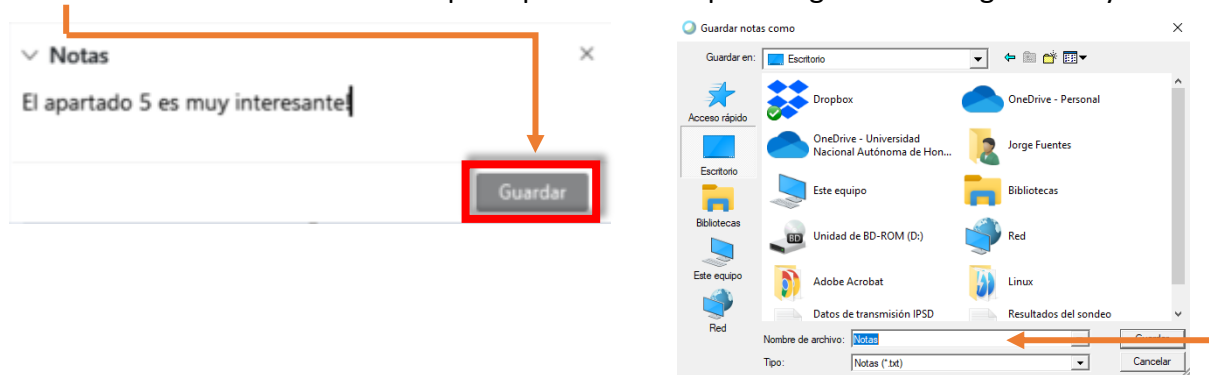 Notas
El apartado 5 es muy interesante!
Guardar
Guardar notas como
Guardar en:
Escritorio
Acceso rápido
Escritorio
Bibliotecas
Este equipo
Red
Dropbox
OneDrive - Personal
OneDrive - Universidad
Nacional Autónoma de Hon...
Jorge Fuentes
Este equipo
Bibliotecas
BD
Unidad de BD-ROM (D:)
Red
Adobe Acrobat
Linux
Datos de transmisión IPSD
Resultados del sondeo
Nombre de archivo:
Notas
Tipo:
Notas (*.txt)
Cancelar